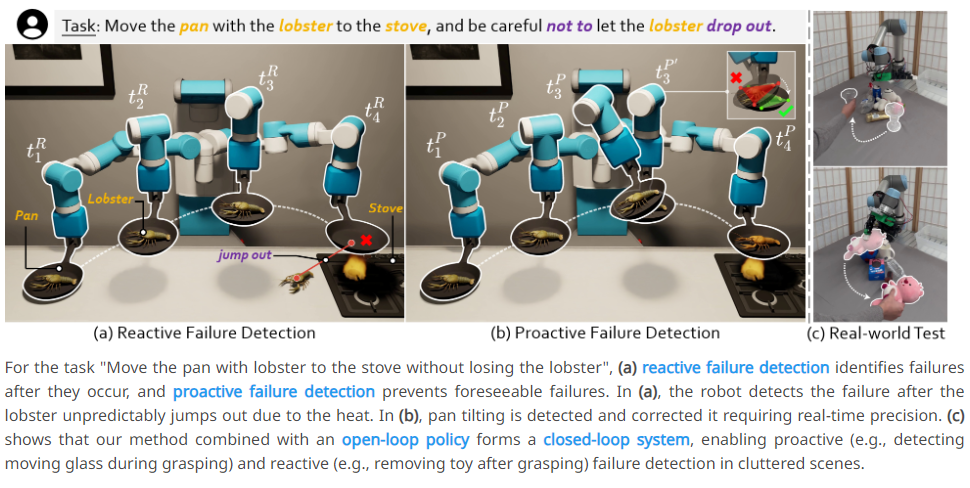 Task: Move the pan with the lobster to the stove, and be careful not to let the lobster drop out.
t_1^R
t_2^R
t_3^R
t_4^R
Pan
Lobster
Stove
jump out
t_1^P
t_2^P
t_3^P
t_3^{P'}
t_4^P
(a) Reactive Failure Detection
(b) Proactive Failure Detection
(c) Real-world Test
For the task "Move the pan with lobster to the stove without losing the lobster", (a) reactive failure detection identifies failures
after they occur, and proactive failure detection prevents foreseeable failures. In (a), the robot detects the failure after the
lobster unpredictably jumps out due to the heat. In (b), pan tilting is detected and corrected it requiring real-time precision. (c)
shows that our method combined with an open-loop policy forms a closed-loop system, enabling proactive (e.g., detecting
moving glass during grasping) and reactive (e.g., removing toy after grasping) failure detection in cluttered scenes.